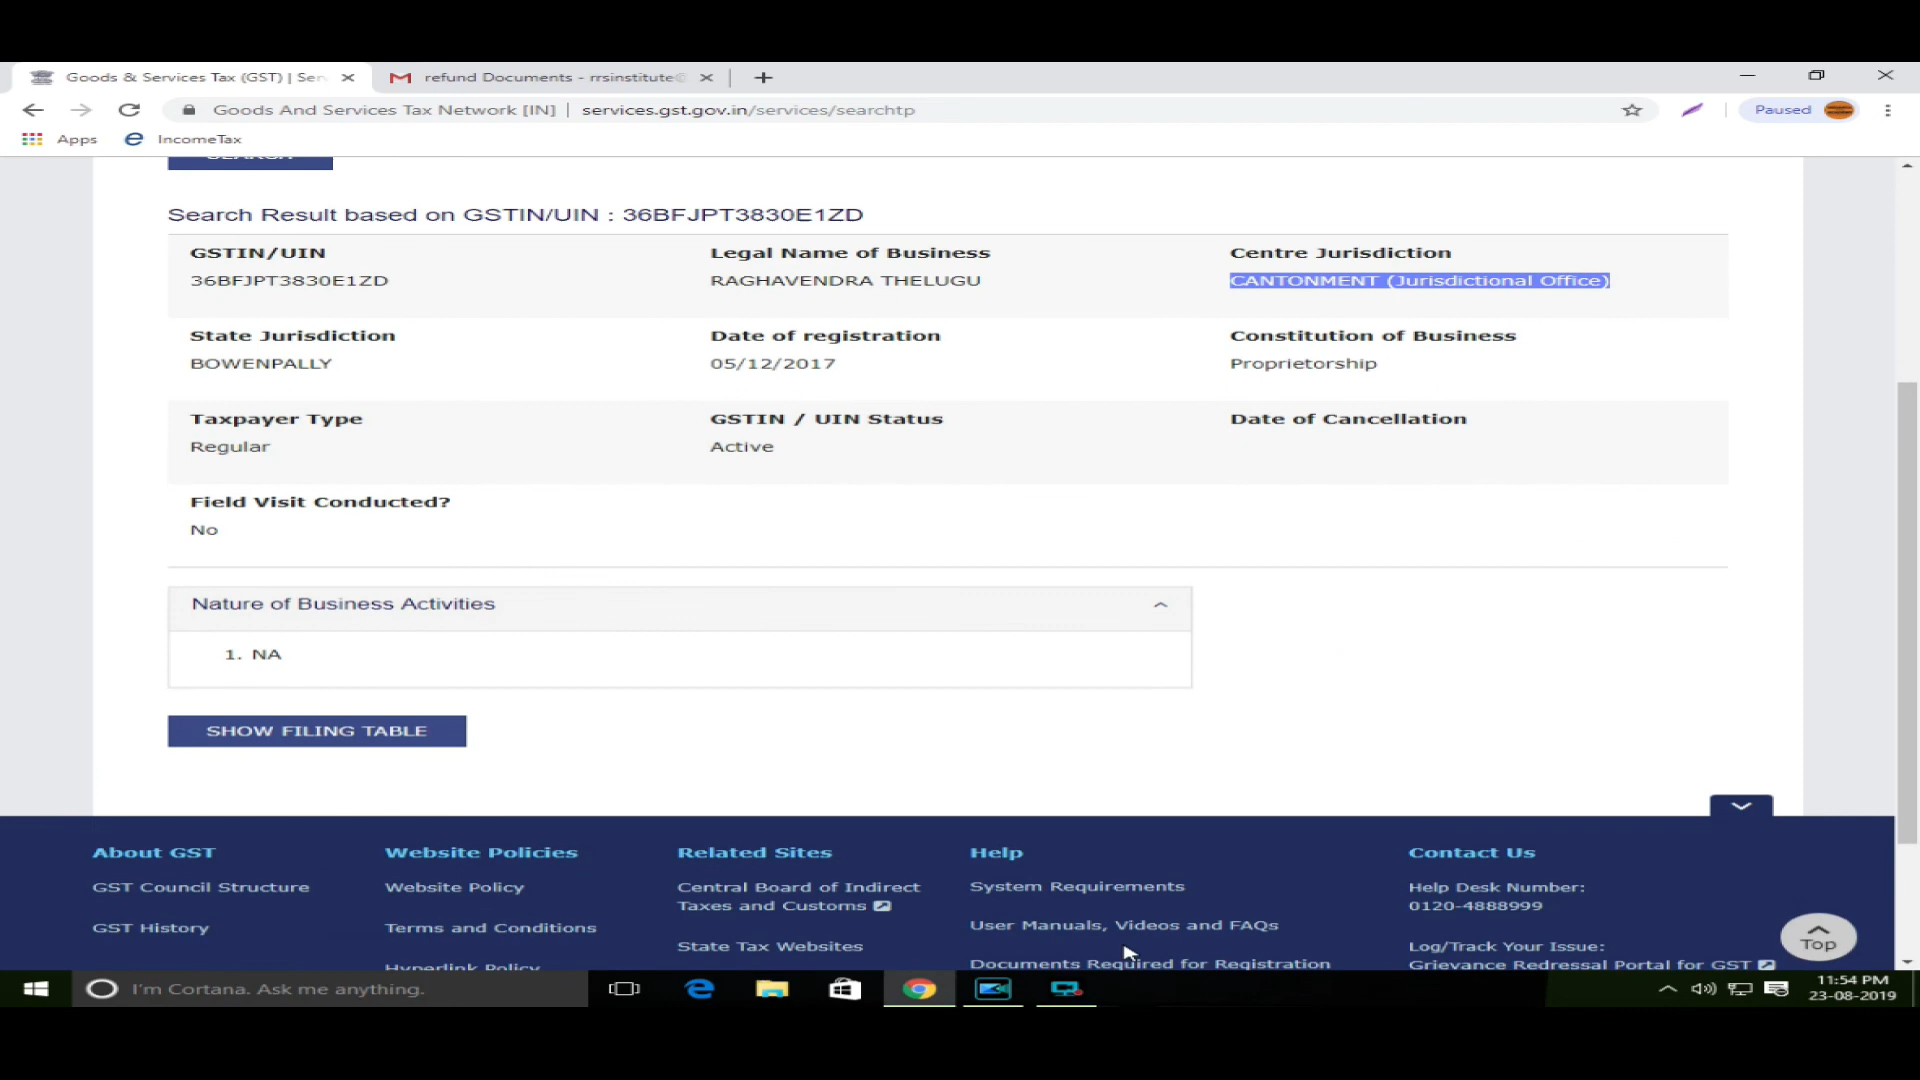 Goods & Services Tax (GST) | Ser
refund Documents - rrsinstitute@
Goods And Services Tax Network [IN] | services.gst.gov.in/services/searchtp
Paused
Apps
IncomeTax
SEARCH
Search Result based on GSTIN/UIN : 36BFJPT3830E1ZD
GSTIN/UIN
Legal Name of Business
Centre Jurisdiction
36BFJPT3830E1ZD
RAGHAVENDRA THELUGU
CANTONMENT (Jurisdictional Office)
State Jurisdiction
Date of registration
Constitution of Business
BOWENPALLY
05/12/2017
Proprietorship
Taxpayer Type
GSTIN / UIN Status
Date of Cancellation
Regular
Active
Field Visit Conducted?
No
Nature of Business Activities
1. NA
SHOW FILING TABLE
About GST
Website Policies
Related Sites
Help
Contact Us
GST Council Structure
Website Policy
Central Board of Indirect
Taxes and Customs
System Requirements
Help Desk Number:
0120-4888999
GST History
Terms and Conditions
State Tax Websites
User Manuals, Videos and FAQs
Log/Track Your Issue:
Grievance Redressal Portal for GST
Top
Hyperlink Policy
Documents Required for Registration
I'm Cortana. Ask me anything.
11:54 PM
23-08-2019